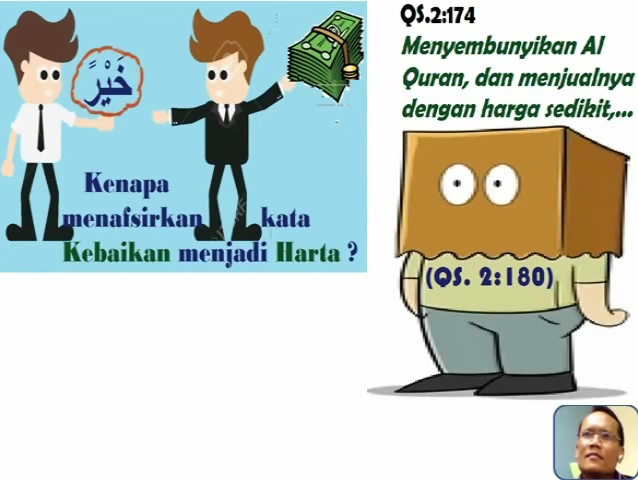 خَيْرً
Kenapa
menafsirkan kata
Kebaikan menjadi Harta ?
QS.2:174
Menyembunyikan Al
Quran, dan menjualnya
dengan harga sedikit,...
(QS. 2:180)